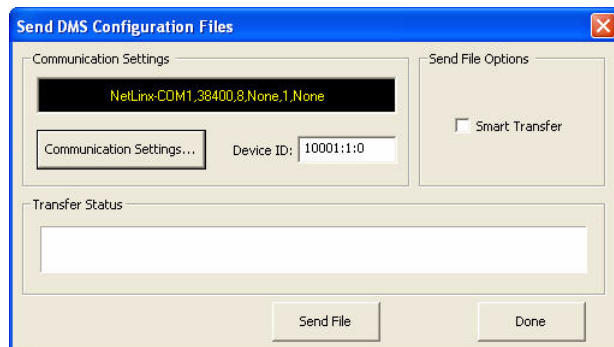 Send DMS Configuration Files
Communication Settings
NetLinx-COM1,38400,8,None,1,None
Communication Settings...
Device ID:
10001:1:0
Send File Options
Smart Transfer
Transfer Status
Send File
Done